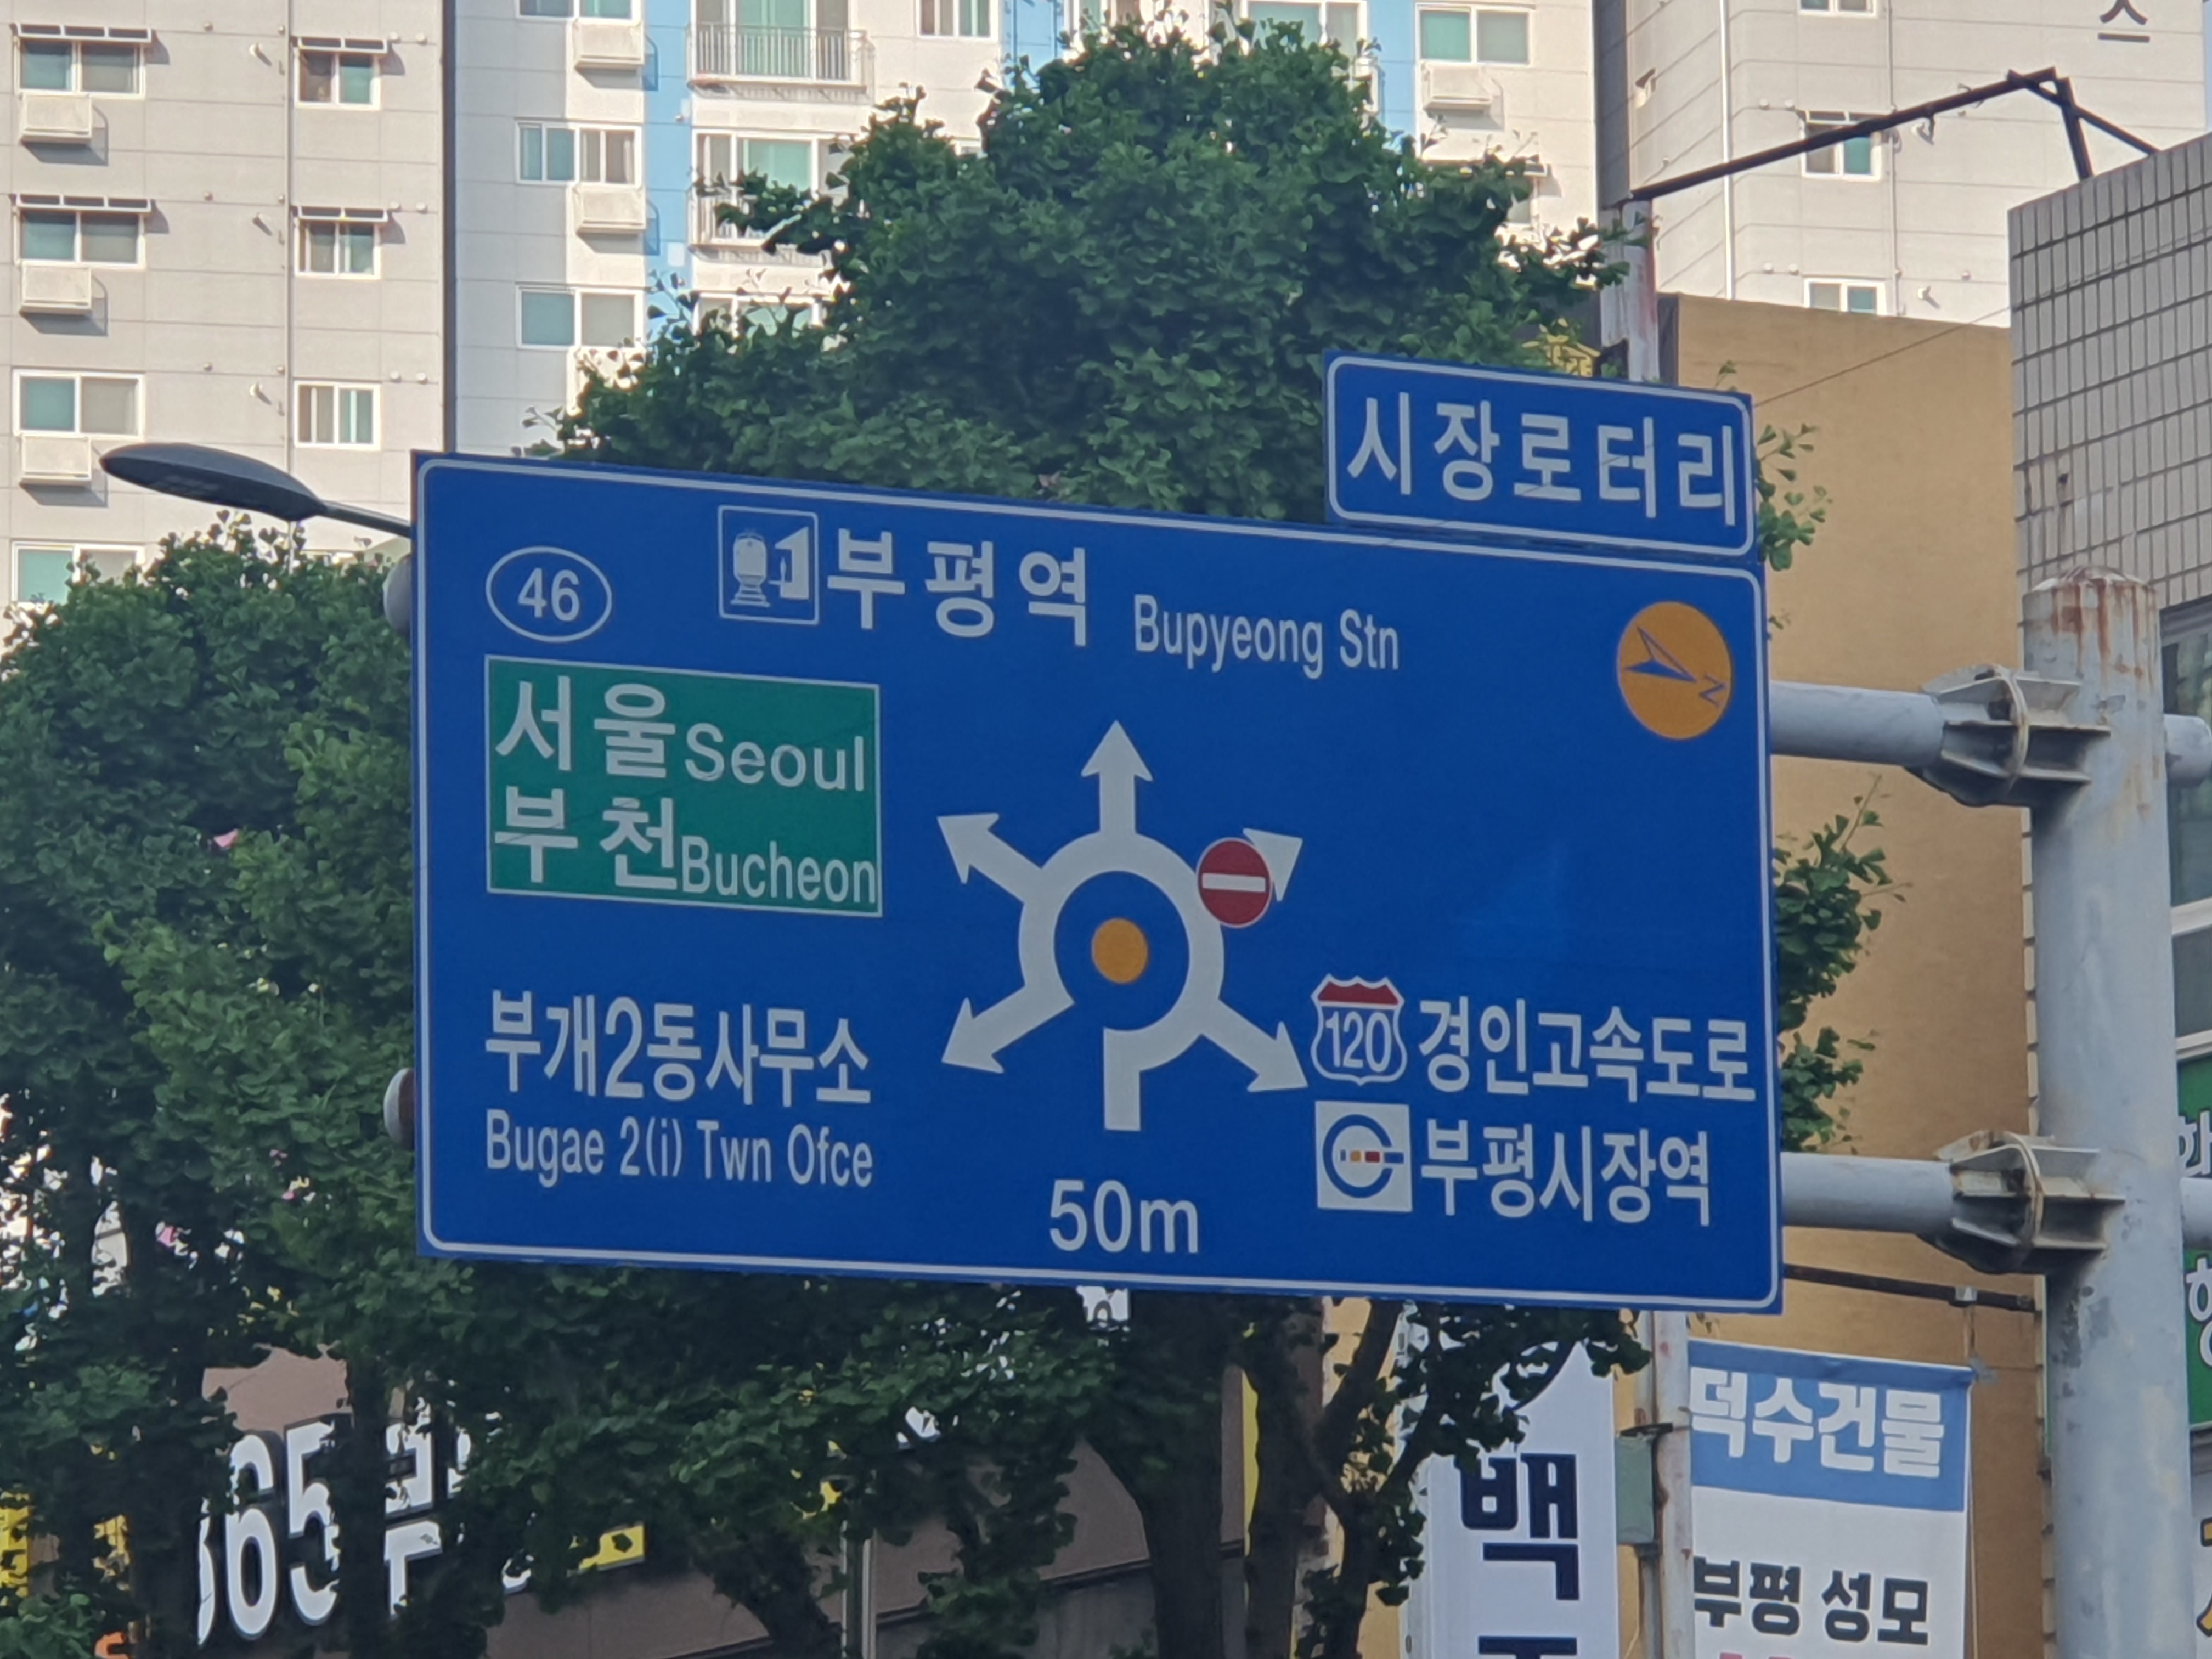 시장로터리
46
부평역 Bupyeong Stn
N
서울 Seoul
부천 Bucheon
부개2동사무소
Bugae 2(i) Twn Ofce
120 경인고속도로
부평시장역
50m
덕수건물
부평 성모
백
365